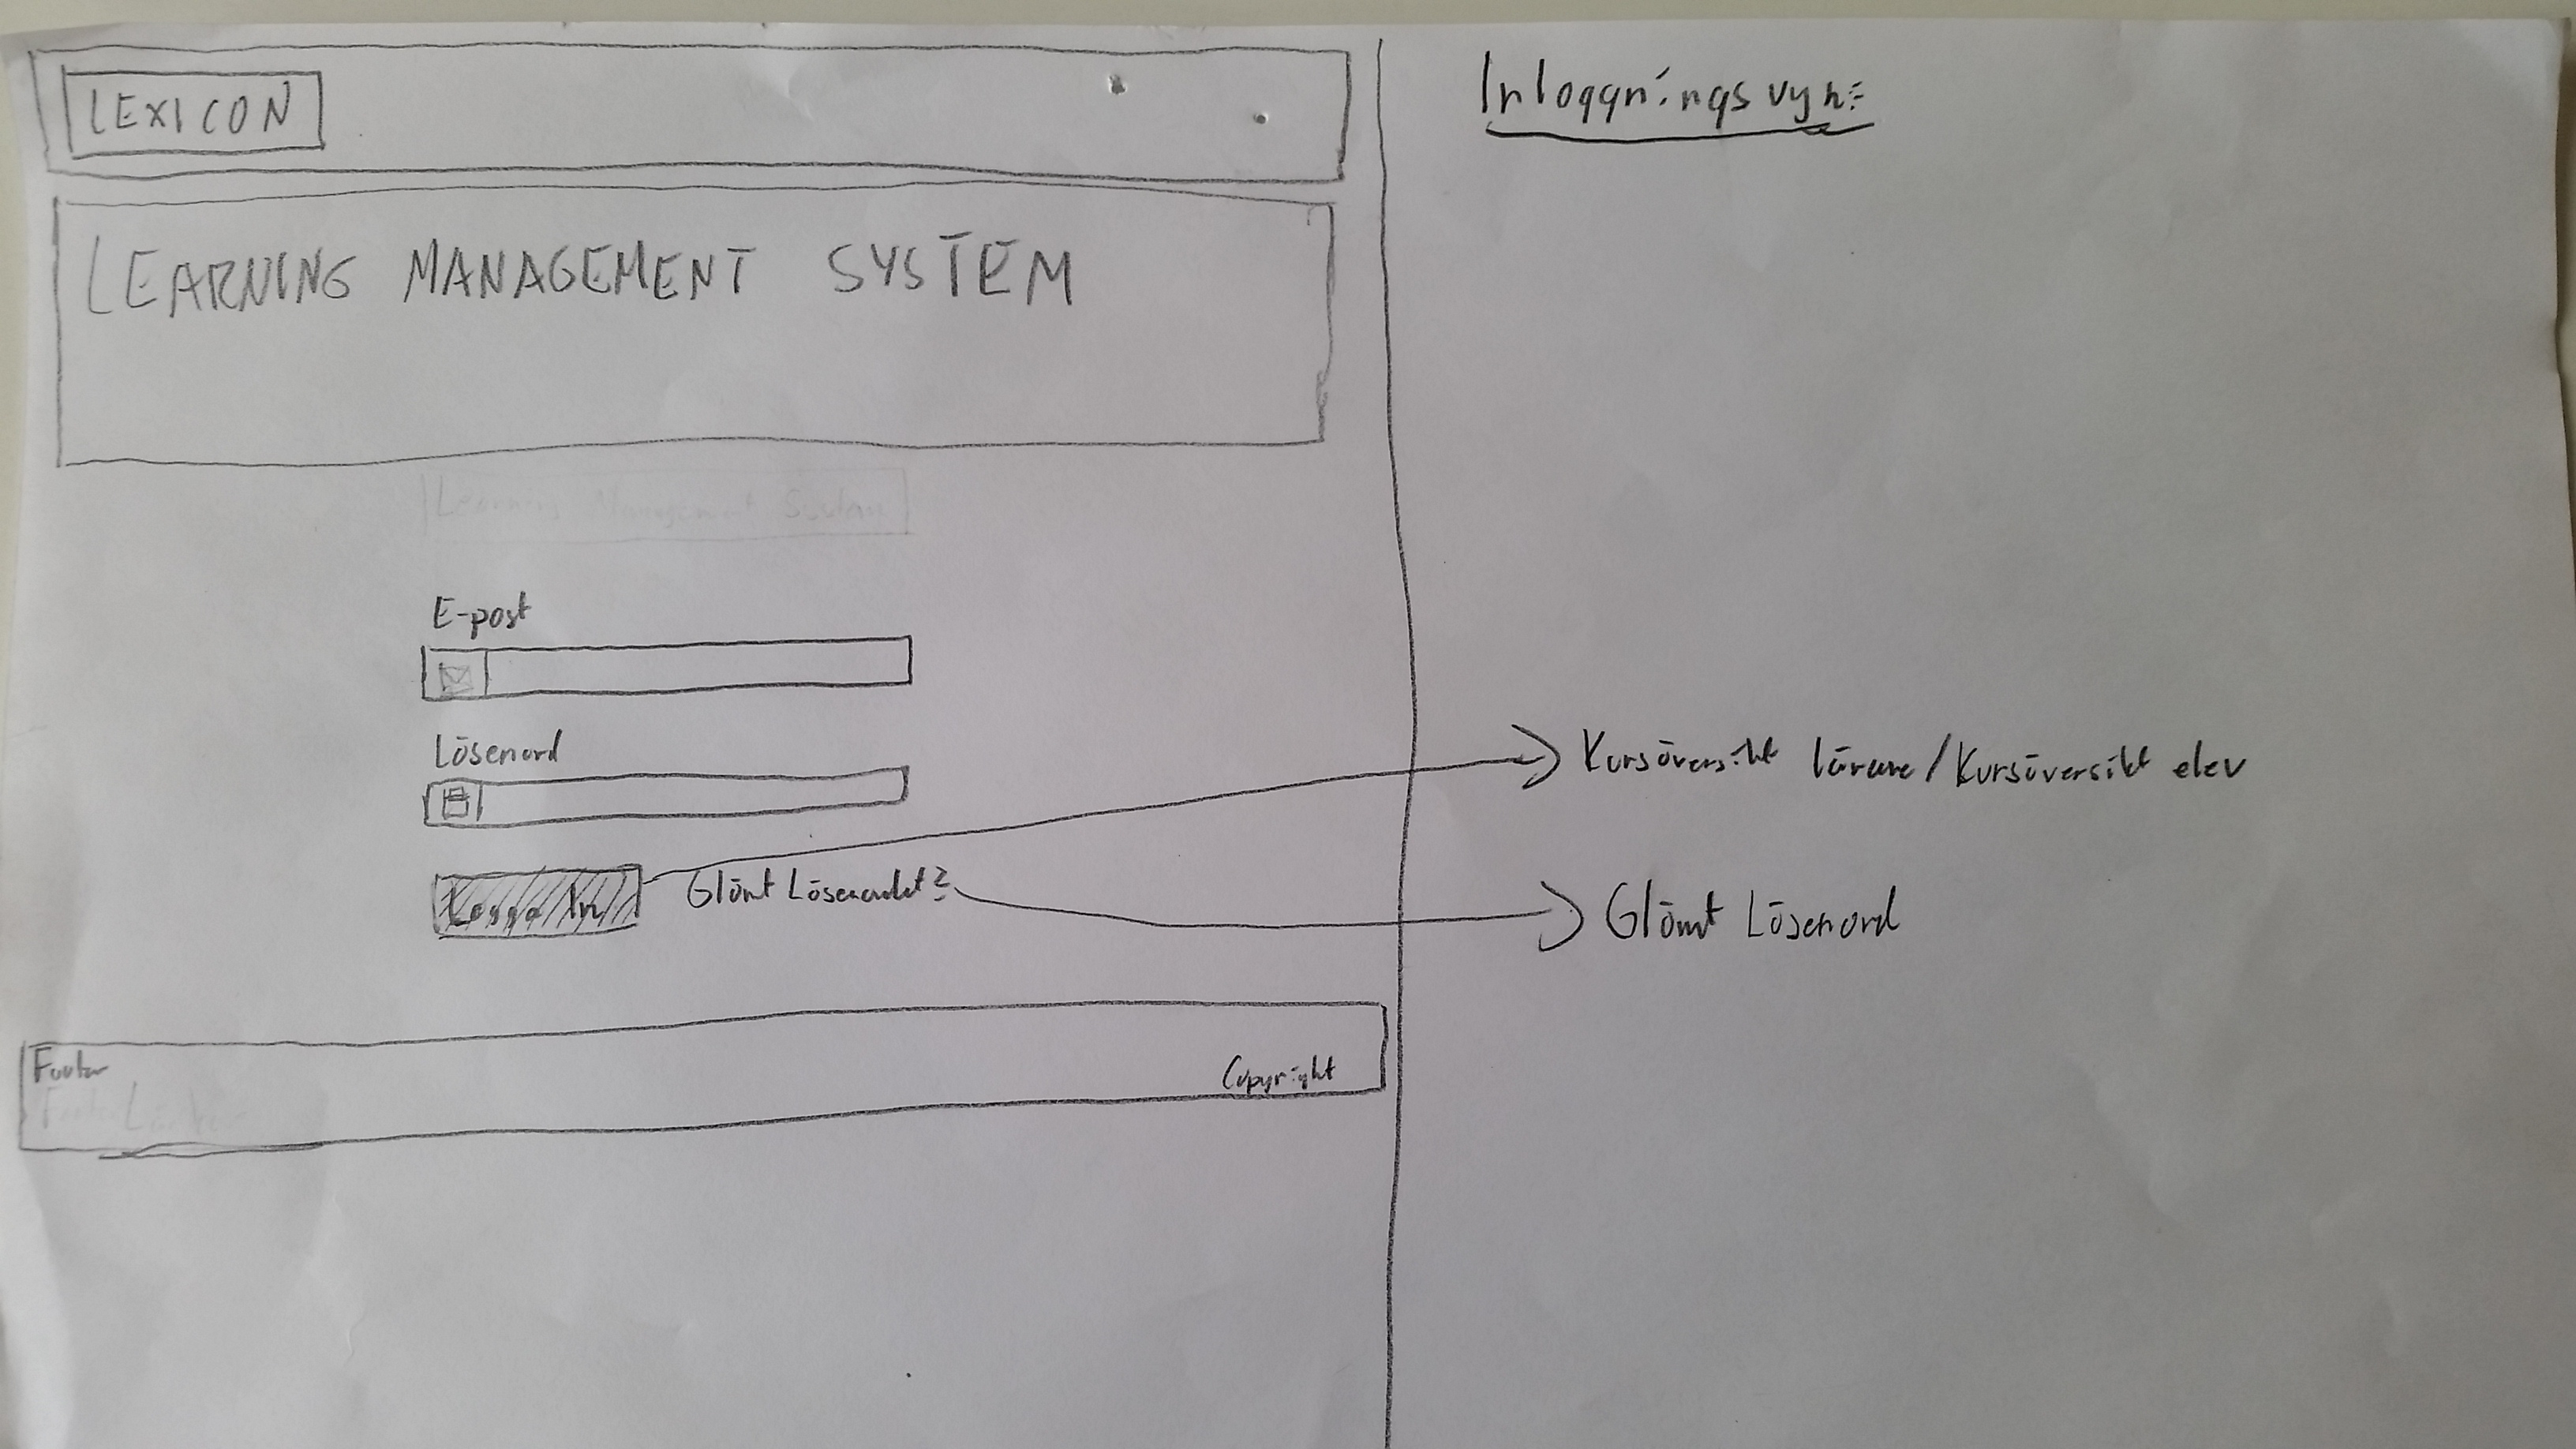 LEXICON
LEARNING MANAGEMENT SYSTEM
Learning Management System
E-post
Lösenord
Logga In
Glömt Lösenordet?
Footer
Copyright
Inloggningsvyn:
Kursöversikt lärare/Kursöversikt elev
Glömt Lösenord